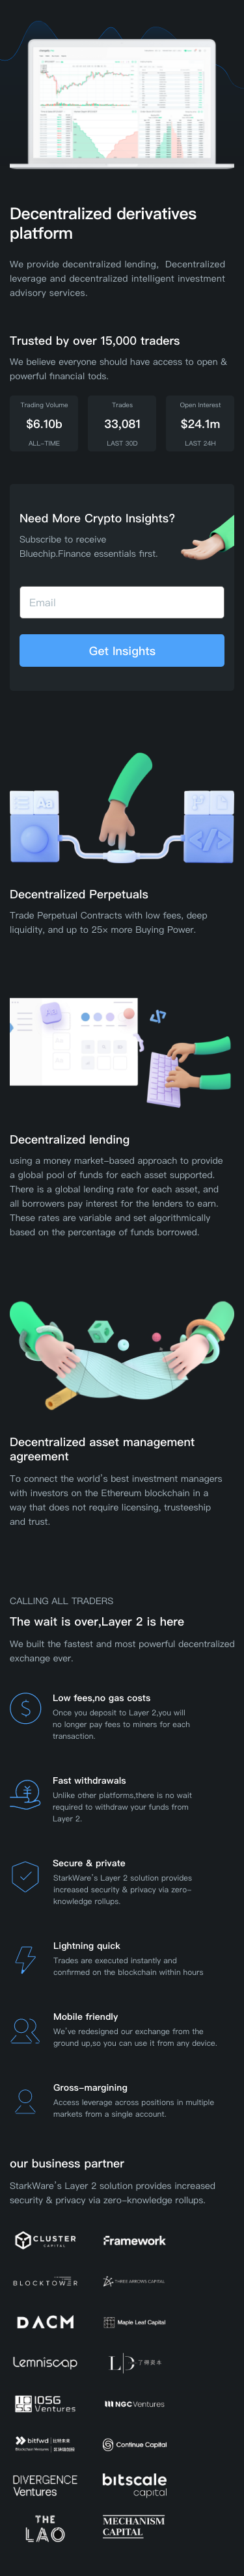 Decentralized derivatives
platform
We provide decentralized lending, Decentralized
leverage and decentralized intelligent investment
advisory services.
Trusted by over 15,000 traders
We believe everyone should have access to open &
powerful financial tods.
Trading Volume
$6.10b
ALL-TIME
Trades
33,081
LAST 30D
Open Interest
$24.1m
LAST 24H
Need More Crypto Insights?
Subscribe to receive
Bluechip.Finance essentials first.
Email
Get Insights
Aa
</>
Decentralized Perpetuals
Trade Perpetual Contracts with low fees, deep
liquidity, and up to 25× more Buying Power.
Decentralized lending
using a money market-based approach to provide
a global pool of funds for each asset supported.
There is a global lending rate for each asset, and
all borrowers pay interest for the lenders to earn.
These rates are variable and set algorithmically
based on the percentage of funds borrowed.
Decentralized asset management
agreement
To connect the world's best investment managers
with investors on the Ethereum blockchain in a
way that does not require licensing, trusteeship
and trust.
CALLING ALL TRADERS
The wait is over,Layer 2 is here
We built the fastest and most powerful decentralized
exchange ever.
Low fees,no gas costs
Once you deposit to Layer 2,you will
no longer pay fees to miners for each
transaction.
Fast withdrawals
Unlike other platforms,there is no wait
required to withdraw your funds from
Layer 2.
Secure & private
StarkWare's Layer 2 solution provides
increased security & privacy via zero-
knowledge rollups.
Lightning quick
Trades are executed instantly and
confirmed on the blockchain within hours
Mobile friendly
We've redesigned our exchange from the
ground up,so you can use it from any device.
Gross-margining
Access leverage across positions in multiple
markets from a single account.
our business partner
StarkWare's Layer 2 solution provides increased
security & privacy via zero-knowledge rollups.
CLUSTER
CAPITAL
Framework
BLOCKTOWER
THREE ARROWS CAPITAL
DACM
Maple Leaf Capital
Lemniscap
LD 了得资本
IOSG
Ventures
NGC Ventures
bitfwd
Blockchain Ventures
Continue Capital
DIVERGENCE
Ventures
bitscale
capital
THE
LAO
MECHANISM
CAPITAL